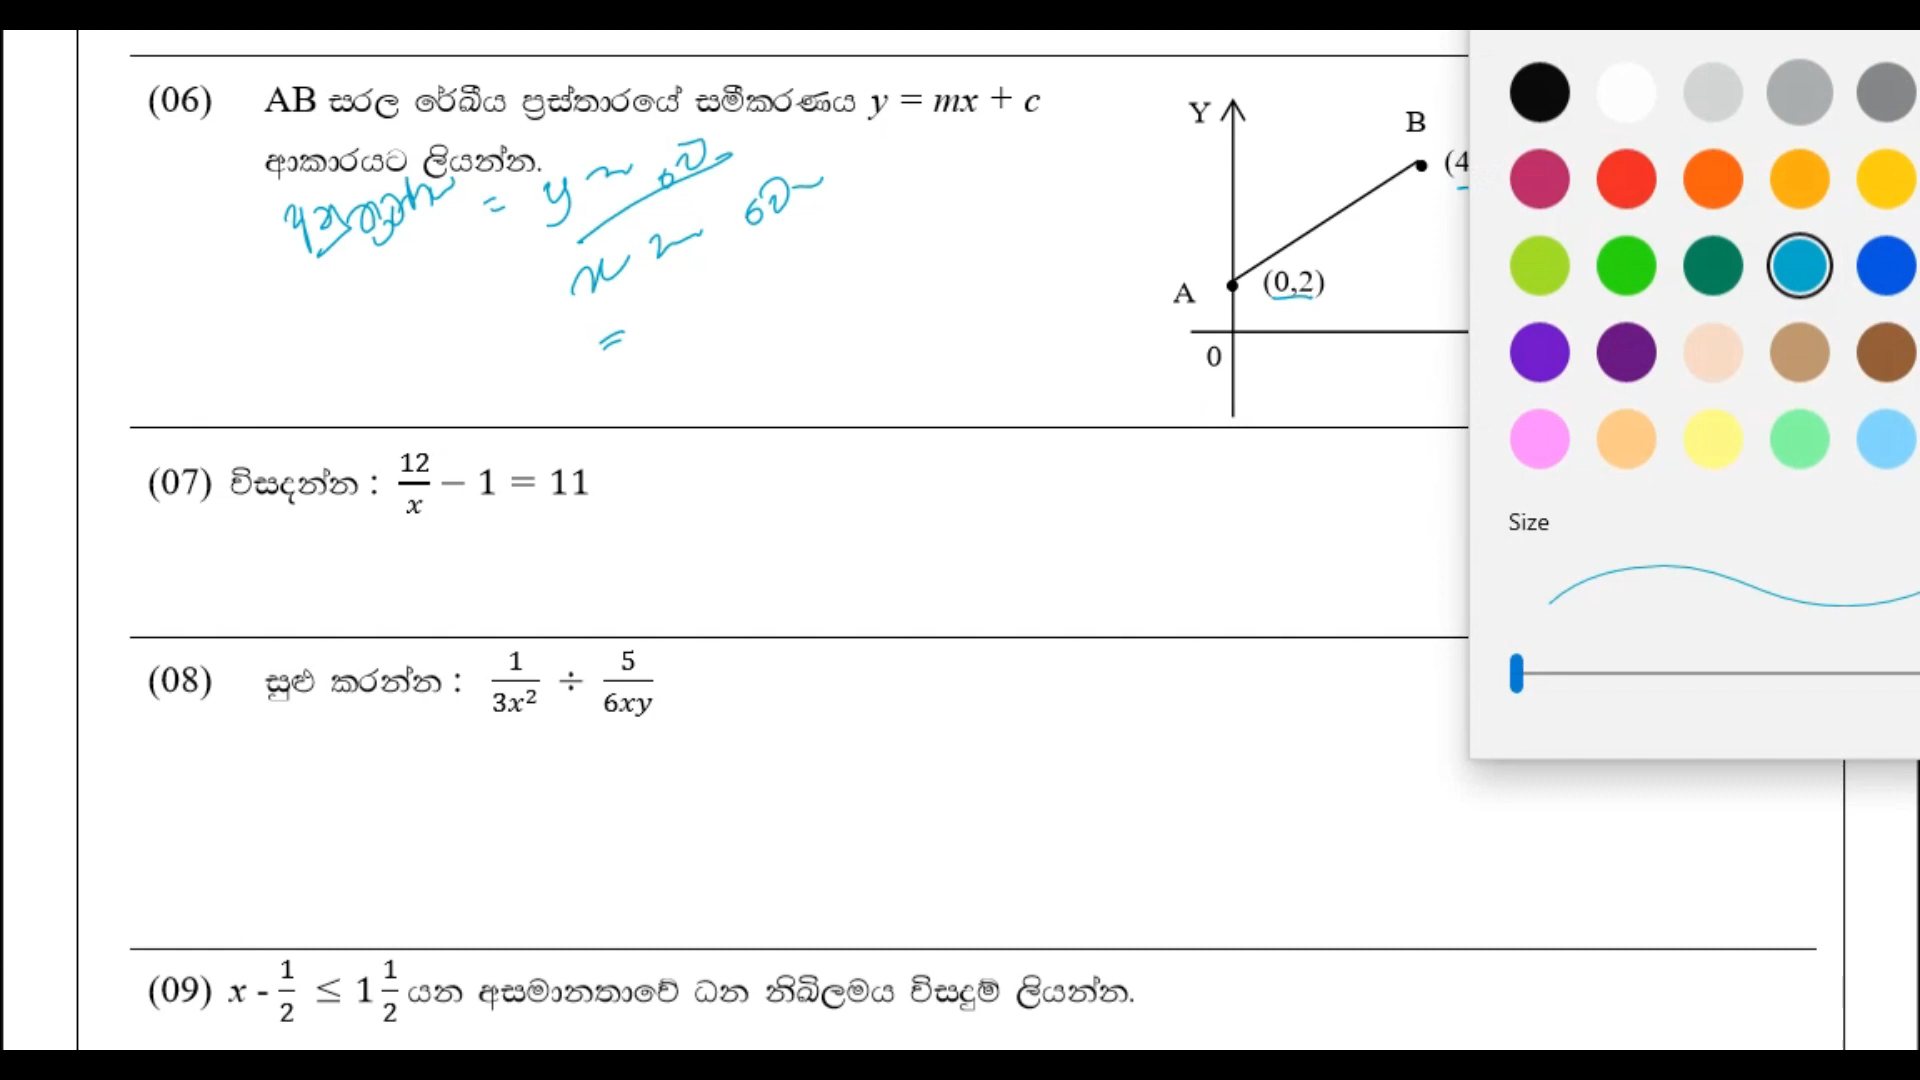 (06) AB සරල රේඛීය ප්‍රස්තාරයේ සමීකරණය y = mx + c
ආකාරයට ලියන්න.
= y
x
=
Y
B
(4
A
(0,2)
0
(07) විසඳන්න : 12/x − 1 = 11
(08) සුළු කරන්න : 1/3x² ÷ 5/6xy
(09) x - 1/2 ≤ 1 1/2 යන අසමානතාවේ ධන නිඛිලමය විසඳුම් ලියන්න.
Size